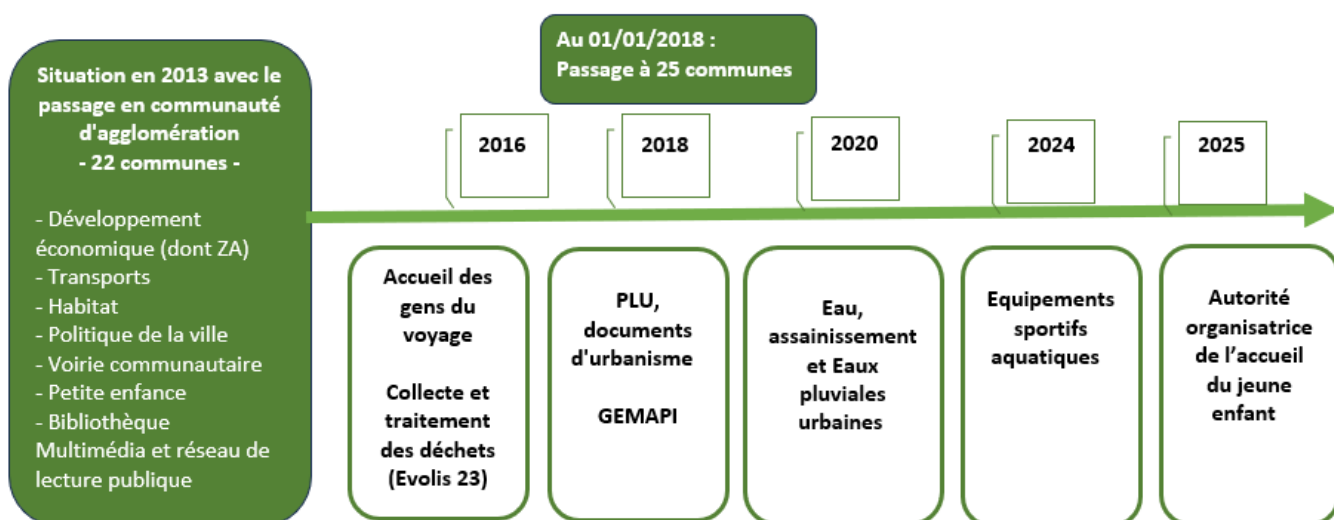 Situation en 2013 avec le
passage en communauté
d'agglomération
- 22 communes -
- Développement
économique (dont ZA)
- Transports
- Habitat
- Politique de la ville
- Voirie communautaire
- Petite enfance
- Bibliothèque
Multimédia et réseau de
lecture publique
Au 01/01/2018 :
Passage à 25 communes
2016
Accueil des
gens du
voyage
Collecte et
traitement
des déchets
(Evolis 23)
2018
PLU,
documents
d'urbanisme
GEMAPI
2020
Eau,
assainissement
et Eaux
pluviales
urbaines
2024
Equipements
sportifs
aquatiques
2025
Autorité
organisatrice
de l’accueil
du jeune
enfant